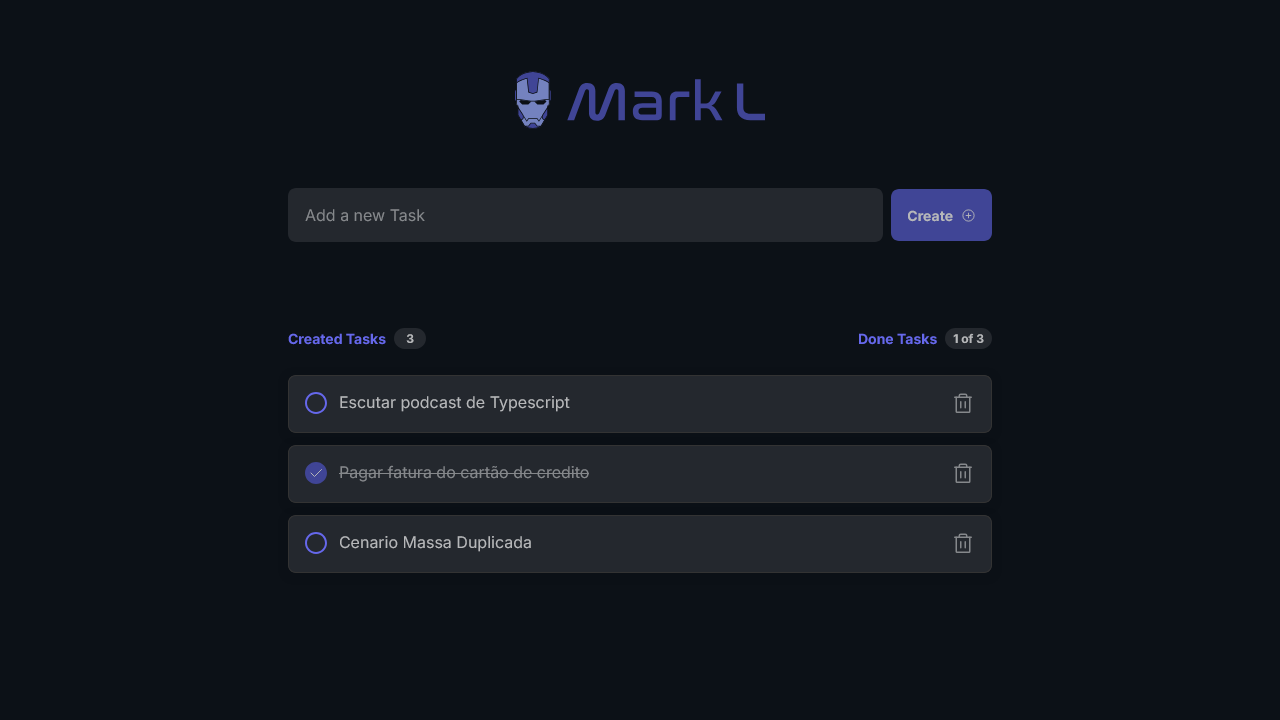 Mark L
Add a new Task
Create
Created Tasks 3
Done Tasks 1 of 3
Escutar podcast de Typescript
Pagar fatura do cartão de credito
Cenario Massa Duplicada